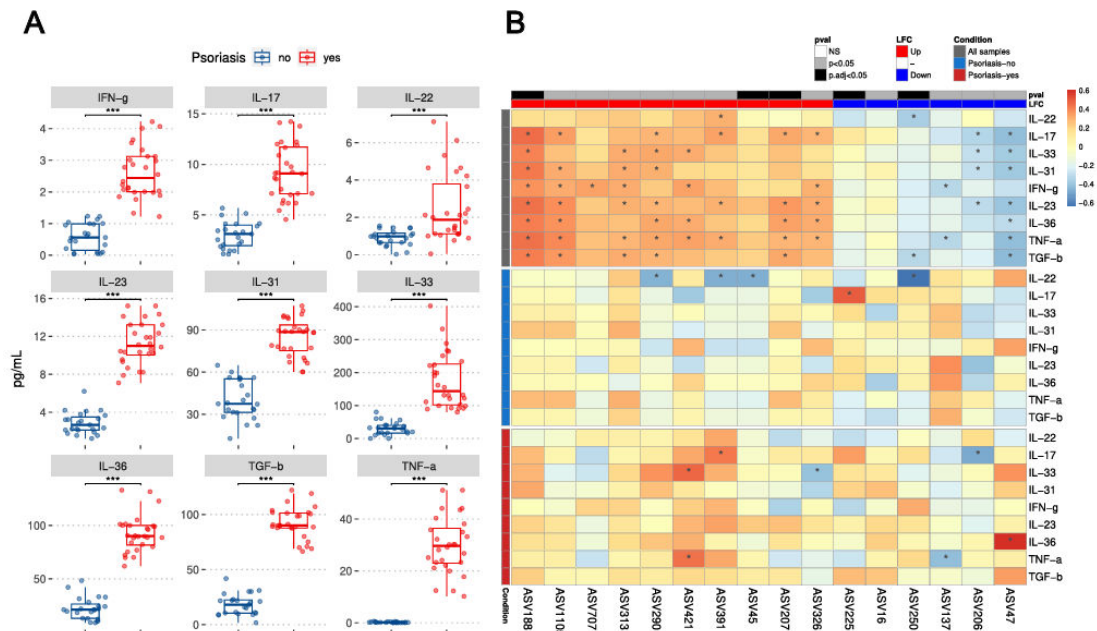 A
Psoriasis no yes
IFN-g IL-17 IL-22
*** *** ***
4 3 2 1 0
15 10 5 0
6 4 2 0
IL-23 IL-31 IL-33
*** *** ***
16 12 8 4
90 60 30
400 300 200 100 0
pg/mL
IL-36 TGF-b TNF-a
*** *** ***
100 50
150 100 50 0
40 20 0
B
pval LFC Condition
NS Up All samples
p<0.05 - Psoriasis-no
p.adj<0.05 Down Psoriasis-yes
pval
LFC
0.6
0.4
0.2
0
-0.2
-0.4
-0.6
IL-22 * *
IL-17 * * * * * * * *
IL-33 * * * * * *
IL-31 * * * * * *
IFN-g * * * * * * *
IL-23 * * * * * * * *
IL-36 * * * * * * *
TNF-a * * * * * * * * * *
TGF-b * * * * * * *
IL-22 * * * *
IL-17 *
IL-33
IL-31
IFN-g
IL-23
IL-36
TNF-a
TGF-b
IL-22
IL-17 * *
IL-33 * *
IL-31
IFN-g
IL-23
IL-36 *
TNF-a * *
TGF-b
Condition
ASV188 ASV110 ASV707 ASV313 ASV290 ASV421 ASV391 ASV45 ASV207 ASV326 ASV225 ASV116 ASV250 ASV137 ASV206 ASV47